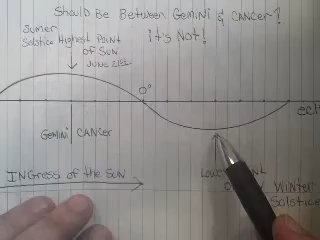 Should Be Between Gemini & CANCer?
Sumer
Solstice Highest Point
of Sun
JUNE 21st
it's Not!
0°
Gemini CANCer
INGress of the SUN
Winter
Solstice